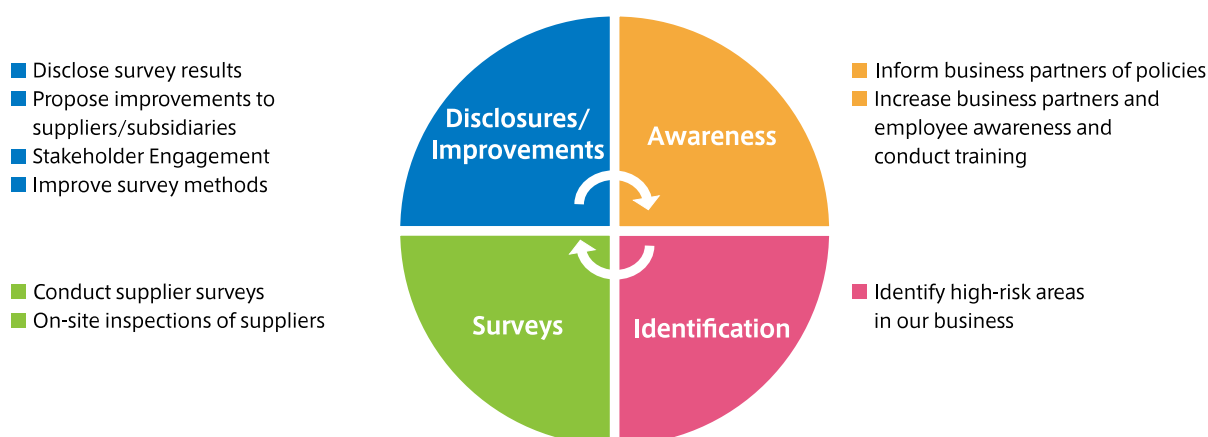 Disclose survey results
Propose improvements to
suppliers/subsidiaries
Stakeholder Engagement
Improve survey methods
Disclosures/
Improvements
Awareness
Inform business partners of policies
Increase business partners and
employee awareness and
conduct training
Conduct supplier surveys
On-site inspections of suppliers
Surveys
Identification
Identify high-risk areas
in our business